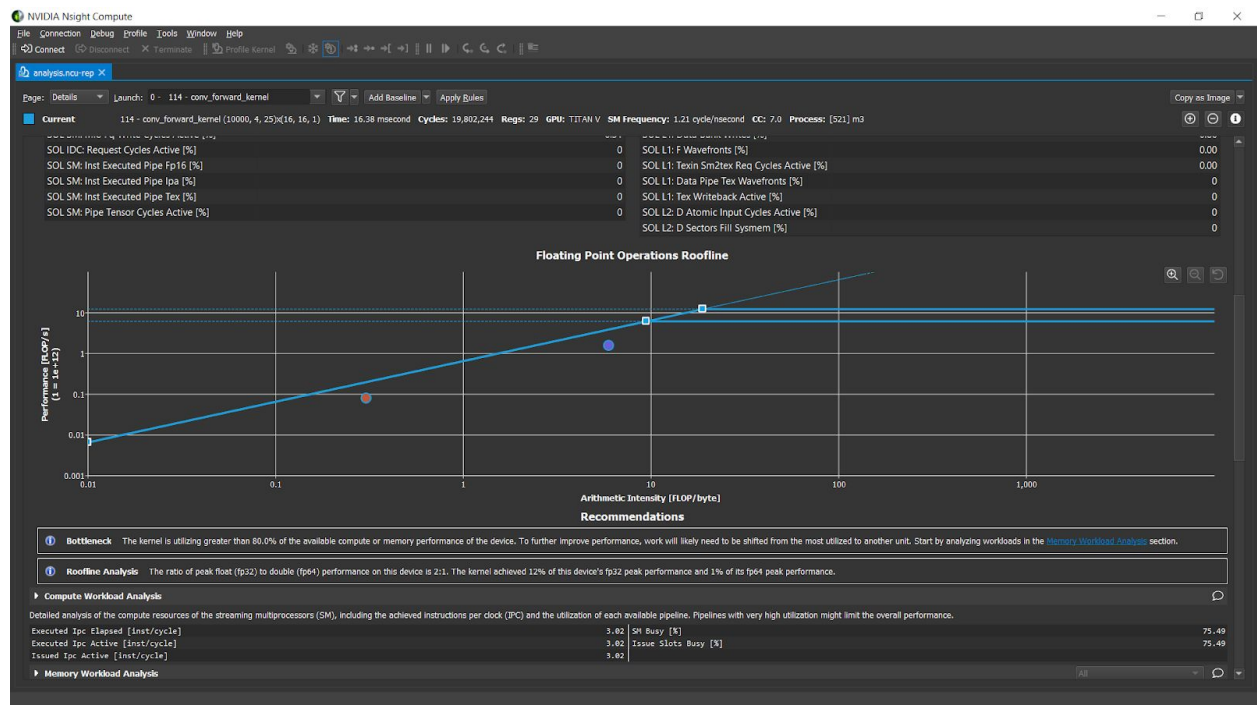 NVIDIA Nsight Compute
File Connection Debug Profile Tools Window Help
Connect Disconnect Terminate Profile Kernel
analysis.ncu-rep
Page: Details Launch: 0 - 114 - conv_forward_kernel Add Baseline Apply Rules Copy as Image
Current 114 - conv_forward_kernel (10000, 4, 25)x(16, 16, 1) Time: 16.38 msecond Cycles: 19,802,244 Regs: 29 GPU: TITAN V SM Frequency: 1.21 cycle/nsecond CC: 7.0 Process: [521] m3
SOL IDC: Request Cycles Active [%] 0 SOL L1: F Wavefronts [%] 0.00
SOL SM: Inst Executed Pipe Fp16 [%] 0 SOL L1: Texin Sm2tex Req Cycles Active [%] 0.00
SOL SM: Inst Executed Pipe Ipa [%] 0 SOL L1: Data Pipe Tex Wavefronts [%] 0
SOL SM: Inst Executed Pipe Tex [%] 0 SOL L1: Tex Writeback Active [%] 0
SOL SM: Pipe Tensor Cycles Active [%] 0 SOL L2: D Atomic Input Cycles Active [%] 0
SOL L2: D Sectors Fill Sysmem [%] 0
Floating Point Operations Roofline
10
1
0.1
0.01
0.001
Performance [FLOP/s]
(1 = 1e+12)
0.01 0.1 1 10 100 1,000
Arithmetic Intensity [FLOP/byte]
Recommendations
Bottleneck The kernel is utilizing greater than 80.0% of the available compute or memory performance of the device. To further improve performance, work will likely need to be shifted from the most utilized to another unit. Start by analyzing workloads in the Memory Workload Analysis section.
Roofline Analysis The ratio of peak float (fp32) to double (fp64) performance on this device is 2:1. The kernel achieved 12% of this device's fp32 peak performance and 1% of its fp64 peak performance.
Compute Workload Analysis
Detailed analysis of the compute resources of the streaming multiprocessors (SM), including the achieved instructions per clock (IPC) and the utilization of each available pipeline. Pipelines with very high utilization might limit the overall performance.
Executed Ipc Elapsed [inst/cycle] 3.02 SM Busy [%] 75.49
Executed Ipc Active [inst/cycle] 3.02 Issue Slots Busy [%] 75.49
Issued Ipc Active [inst/cycle] 3.02
Memory Workload Analysis All